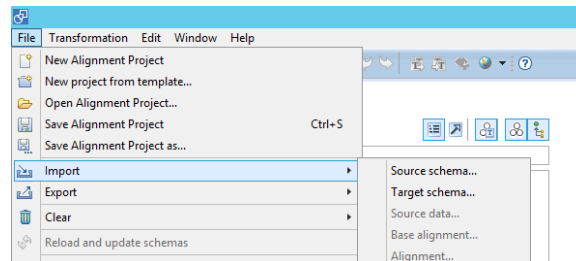 File Transformation Edit Window Help
New Alignment Project
New project from template...
Open Alignment Project...
Save Alignment Project Ctrl+S
Save Alignment Project as...
Import
Export
Clear
Reload and update schemas
Source schema...
Target schema...
Source data...
Base alignment...
Alignment...